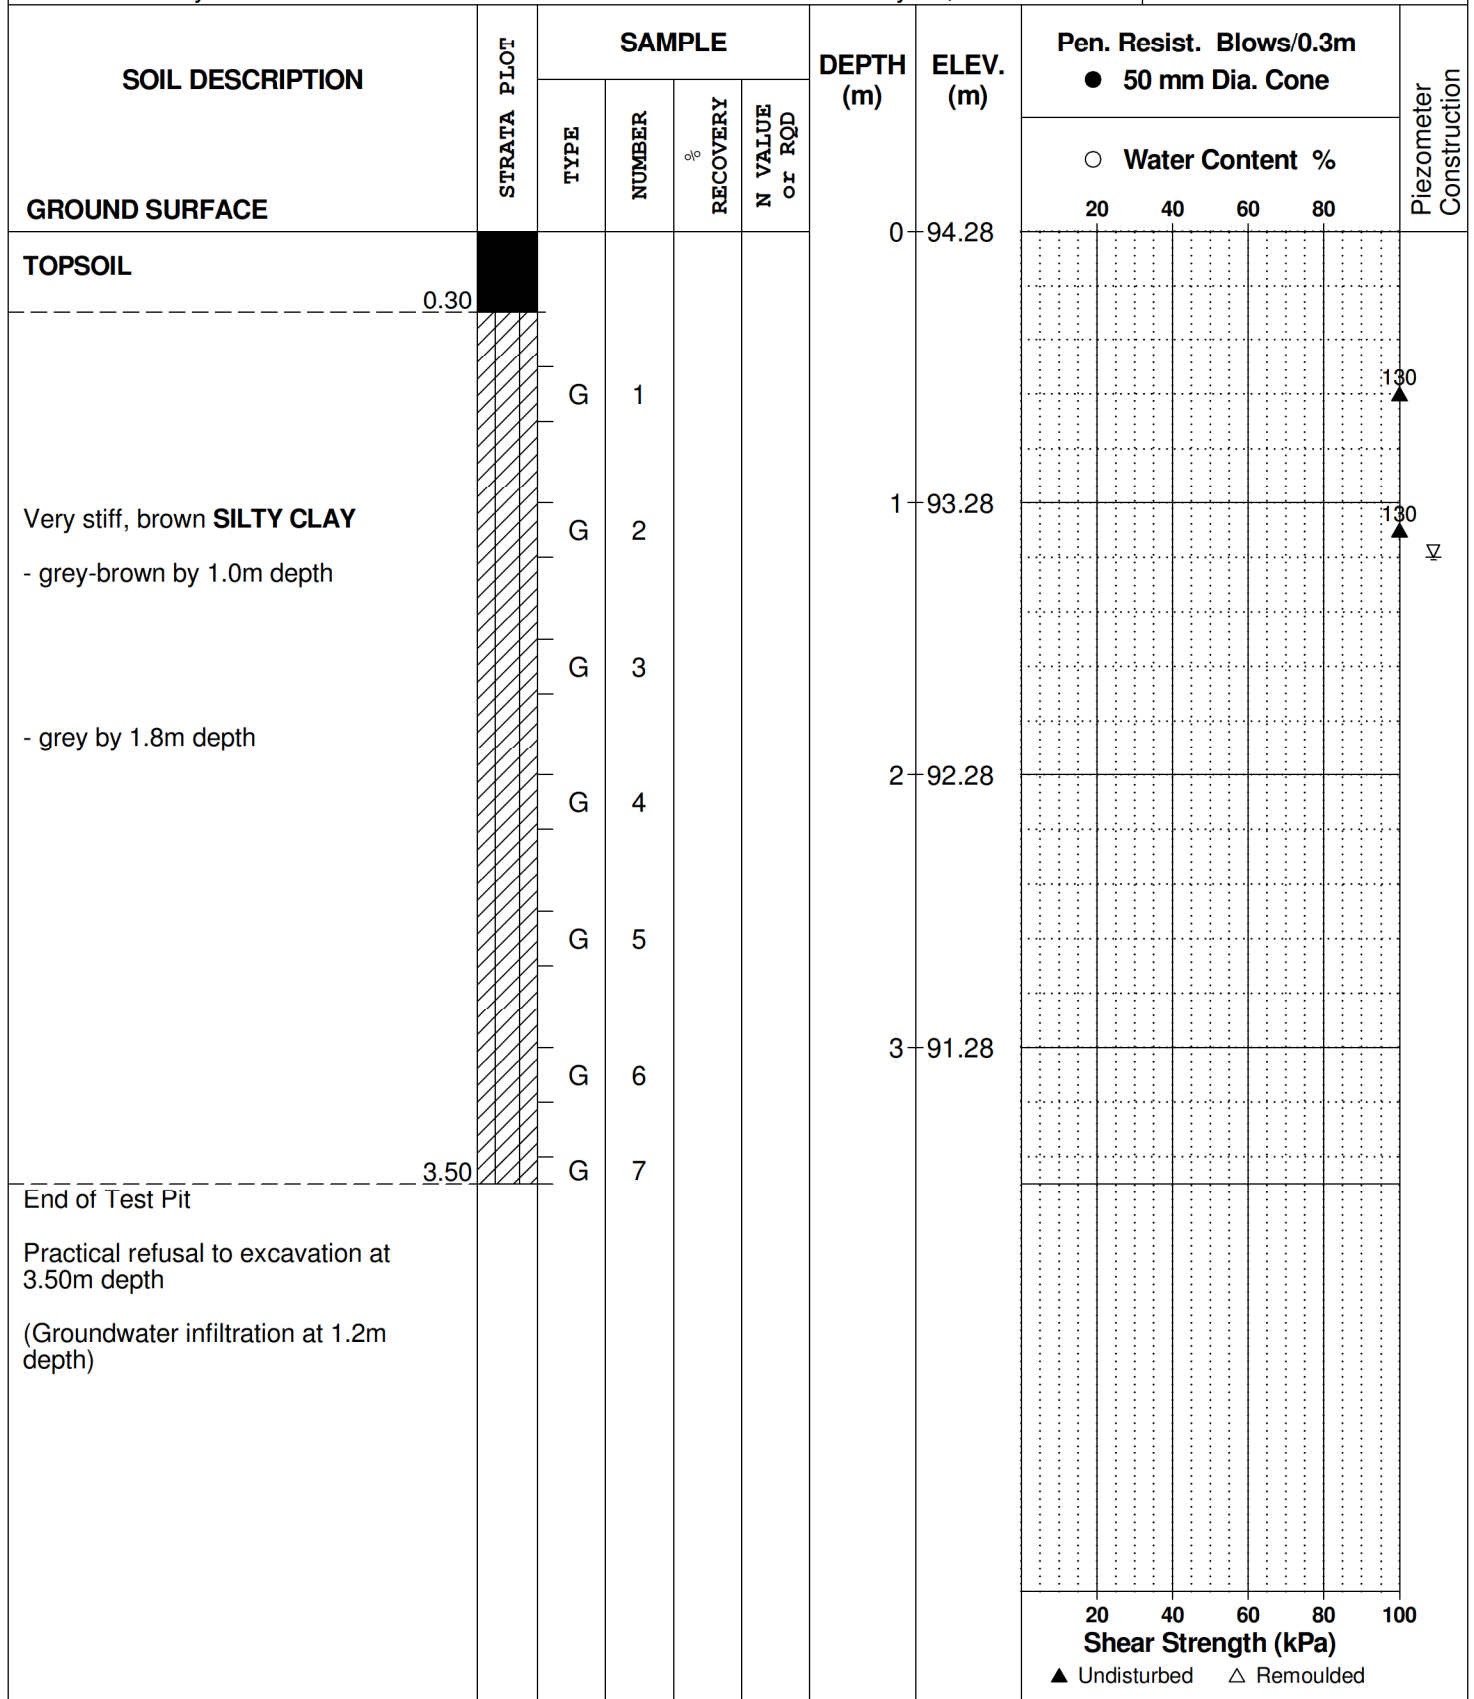 SOIL DESCRIPTION
GROUND SURFACE
STRATA PLOT
SAMPLE
TYPE
NUMBER
%
RECOVERY
N VALUE
or RQD
DEPTH
(m)
ELEV.
(m)
Pen. Resist. Blows/0.3m
● 50 mm Dia. Cone
○ Water Content %
20 40 60 80
Piezometer
Construction
0 94.28
TOPSOIL
0.30
130
G 1
1 93.28
130
Very stiff, brown SILTY CLAY
G 2
- grey-brown by 1.0m depth
G 3
- grey by 1.8m depth
2 92.28
G 4
G 5
3 91.28
G 6
3.50
G 7
End of Test Pit
Practical refusal to excavation at
3.50m depth
(Groundwater infiltration at 1.2m
depth)
20 40 60 80 100
Shear Strength (kPa)
▲ Undisturbed △ Remoulded